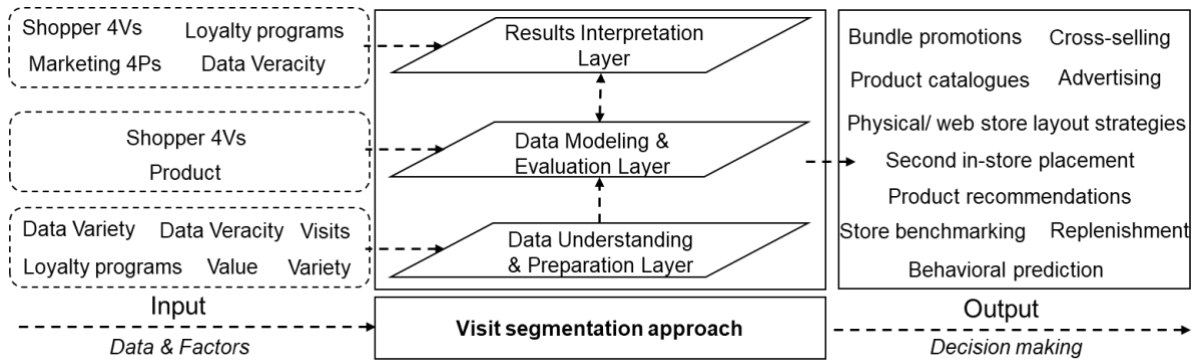 Shopper 4Vs Loyalty programs
Marketing 4Ps Data Veracity
Shopper 4Vs
Product
Data Variety Data Veracity Visits
Loyalty programs Value Variety
Input
Data & Factors
Results Interpretation
Layer
Data Modeling &
Evaluation Layer
Data Understanding
& Preparation Layer
Visit segmentation approach
Bundle promotions Cross-selling
Product catalogues Advertising
Physical/ web store layout strategies
Second in-store placement
Product recommendations
Store benchmarking Replenishment
Behavioral prediction
Output
Decision making